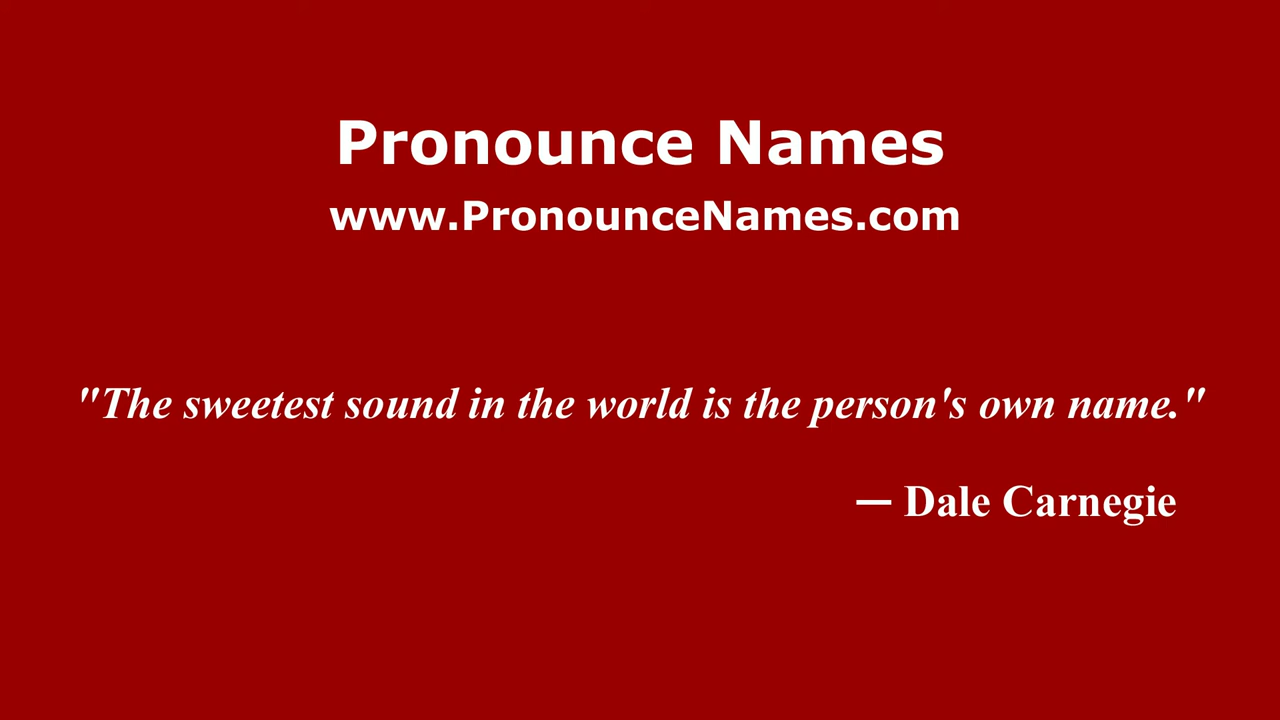 Pronounce Names
www.PronounceNames.com
"The sweetest sound in the world is the person's own name."
— Dale Carnegie